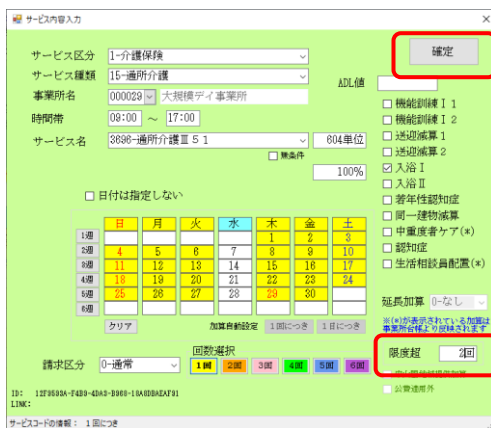 サービス内容入力
サービス区分 1-介護保険
確定
サービス種類 15-通所介護
ADL値
事業所名 000029 大規模デイ事業所
時間帯 09:00 ～ 17:00
サービス名 3696-通所介護Ⅲ５１ 604単位
無条件
100%
機能訓練Ⅰ１
機能訓練Ⅰ２
送迎減算１
送迎減算２
入浴Ⅰ
入浴Ⅱ
若年性認知症
同一建物減算
中重度者ケア(*)
認知症
生活相談員配置(*)
日付は指定しない
日 月 火 水 木 金 土
1週 1 2 3
2週 4 5 6 7 8 9 10
3週 11 12 13 14 15 16 17
4週 18 19 20 21 22 23 24
5週 25 26 27 28 29 30
6週
クリア 加算自動設定 1回につき 1日につき
延長加算 0-なし
※(*)が表示されている加算は
事業所台帳より反映されます
回数選択
請求区分 0-通常 1回 2回 3回 4回 5回 6回
限度超 2回
公費適用外
LINK:
サービスコードの情報： 1回につき